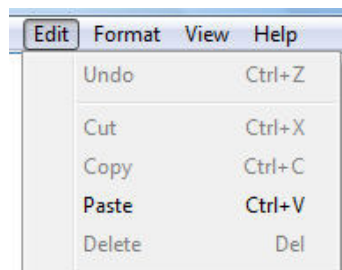 Edit Format View Help
Undo Ctrl+Z
Cut Ctrl+X
Copy Ctrl+C
Paste Ctrl+V
Delete Del